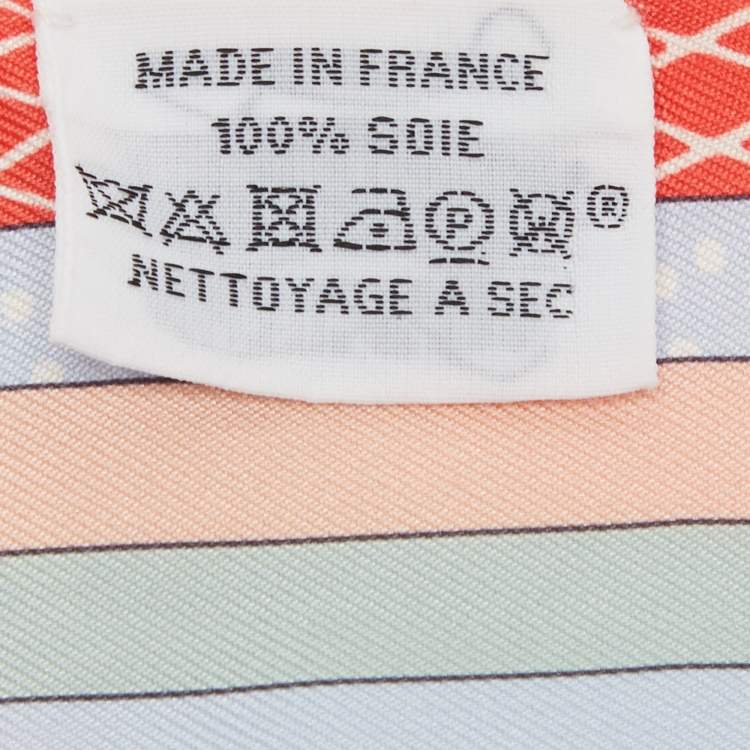 MADE IN FRANCE
100% SOIE
P ®
NETTOYAGE A SEC